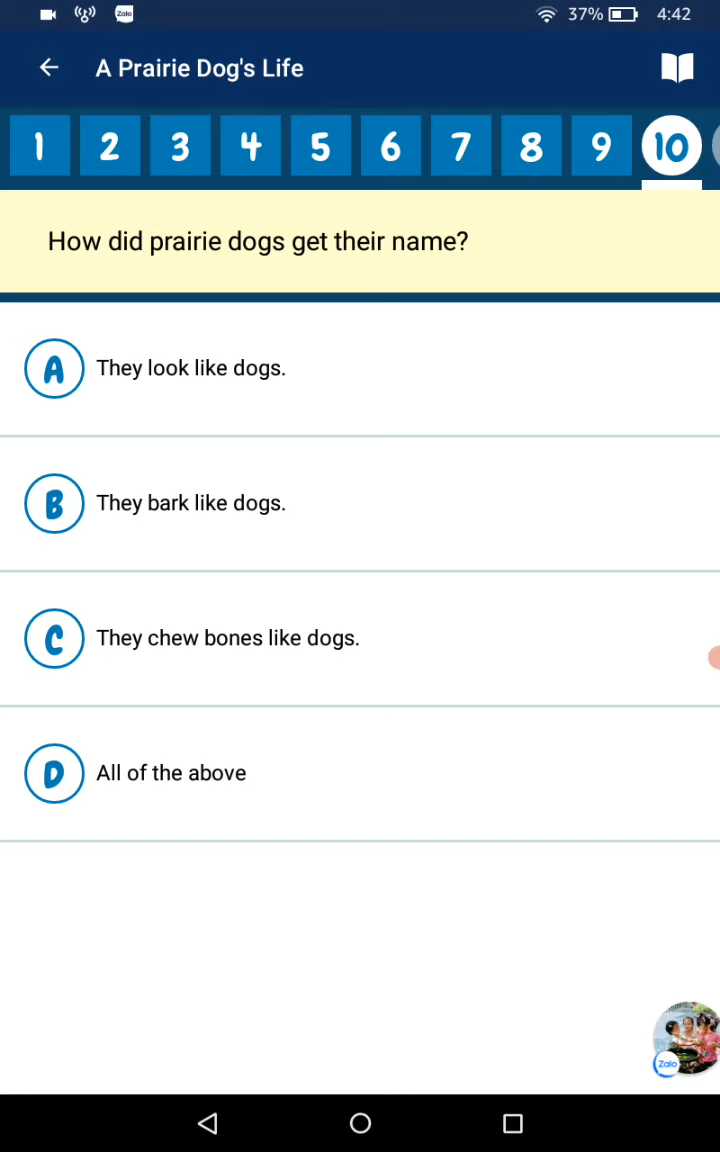 Zalo
37%
4:42
A Prairie Dog's Life
1
2
3
4
5
6
7
8
9
10
How did prairie dogs get their name?
A
They look like dogs.
B
They bark like dogs.
C
They chew bones like dogs.
D
All of the above
Zalo